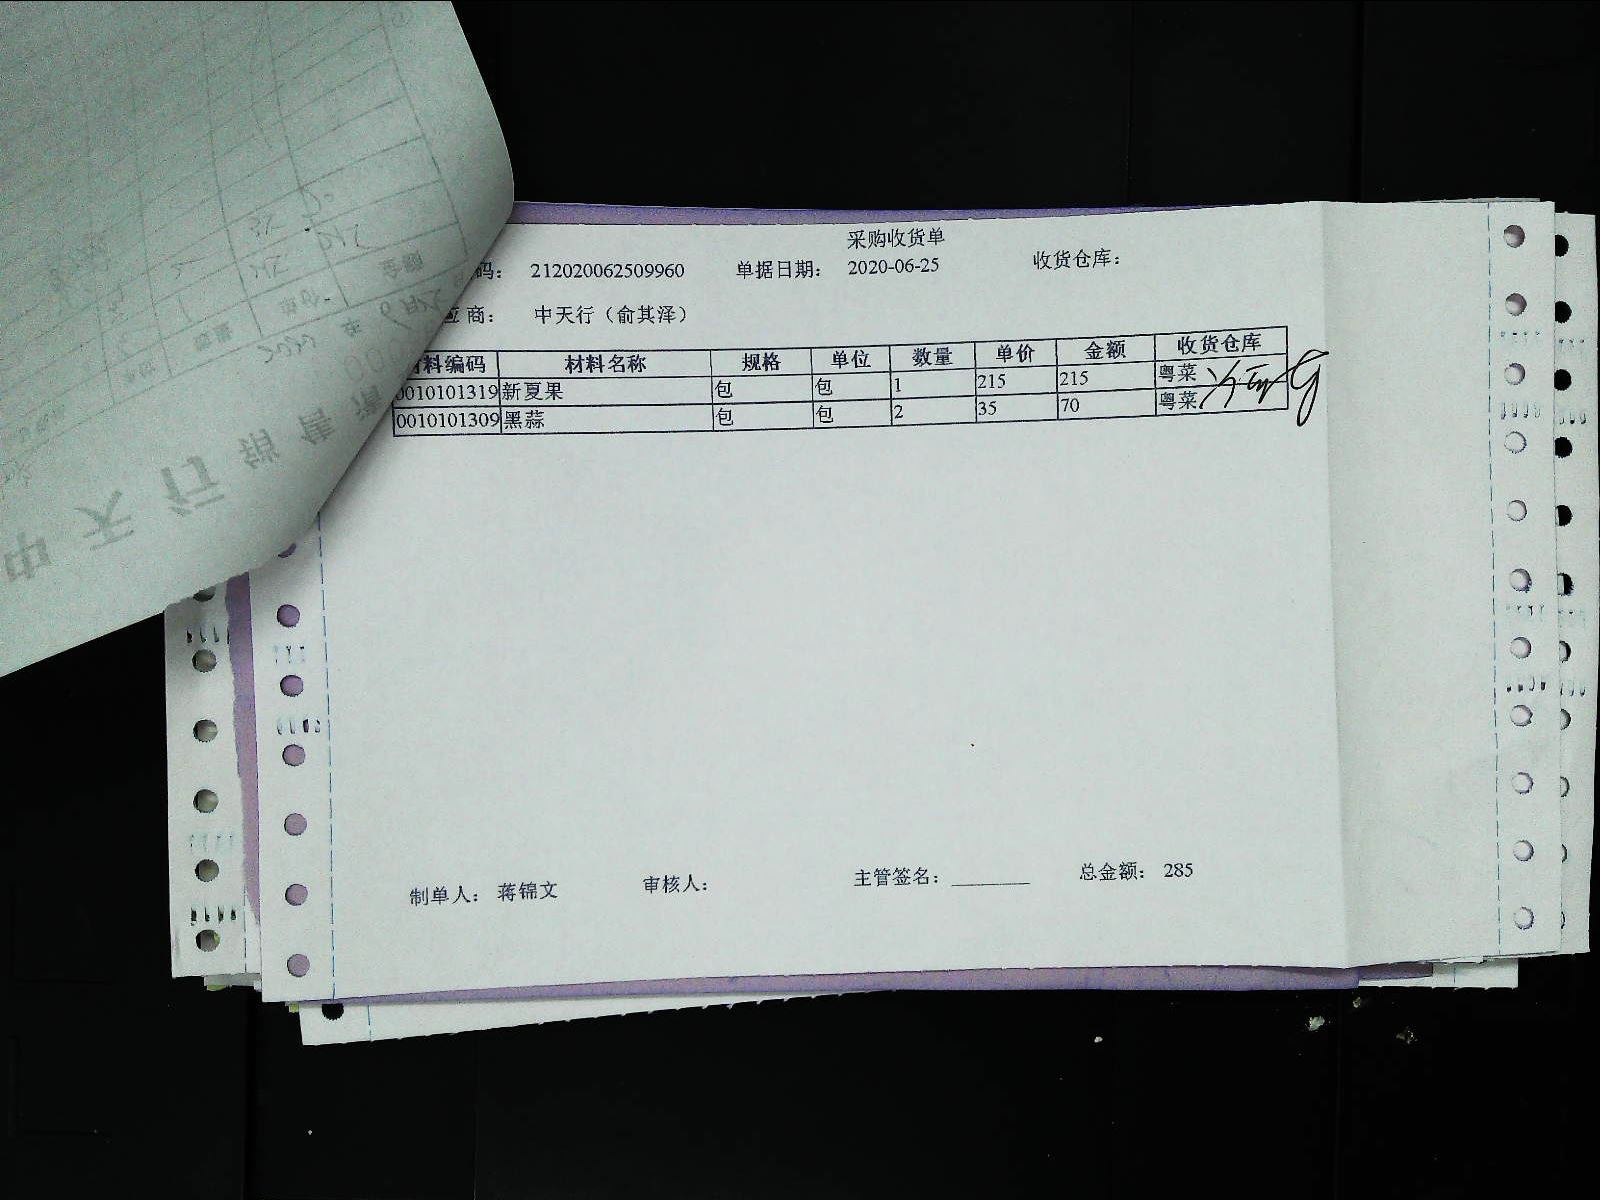 采购收货单
码： 212020062509960 单据日期： 2020-06-25 收货仓库：
应商： 中天行（俞其泽）
料编码 材料名称 规格 单位 数量 单价 金额 收货仓库
0010101319 新夏果 包 包 1 215 215 粤菜
0010101309 黑蒜 包 包 2 35 70 粤菜
制单人： 蒋锦文 审核人： 主管签名： ________ 总金额： 285
中天行